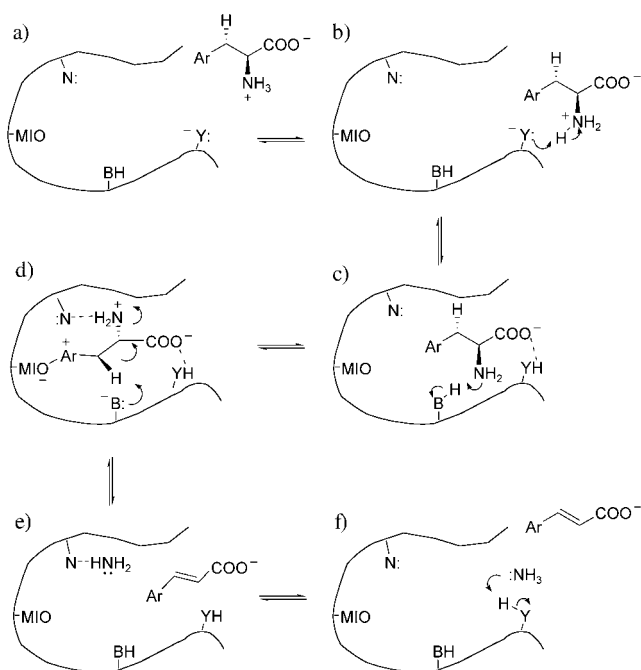 a)
H
Ar
COO⁻
NH₃
+
N:
-MIO
⁻Y:
BH
b)
H
Ar
COO⁻
+
H NH₂
N:
-MIO
⁻Y:
BH
d)
:N---H₂N
+
+
Ar
COO⁻
-MIO
−
H
YH
⁻B:
c)
N:
H
Ar
COO⁻
-MIO
NH₂
YH
H
B
e)
N---HNH₂
..
Ar
COO⁻
-MIO
YH
BH
f)
Ar
COO⁻
N:
:NH₃
-MIO
H
Y
BH